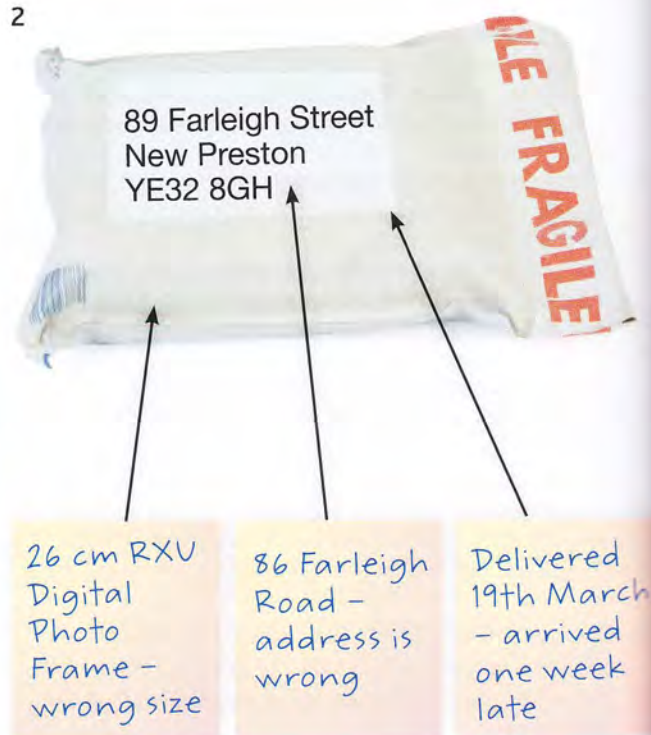 2
89 Farleigh Street
New Preston
YE32 8GH
FRAGILE
26 cm RXU
Digital
Photo
Frame –
wrong size
86 Farleigh
Road –
address is
wrong
Delivered
19th March
– arrived
one week
late